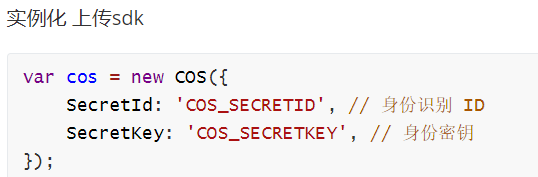 实例化 上传sdk
var cos = new COS({
    SecretId: 'COS_SECRETID', // 身份识别 ID
    SecretKey: 'COS_SECRETKEY', // 身份密钥
});